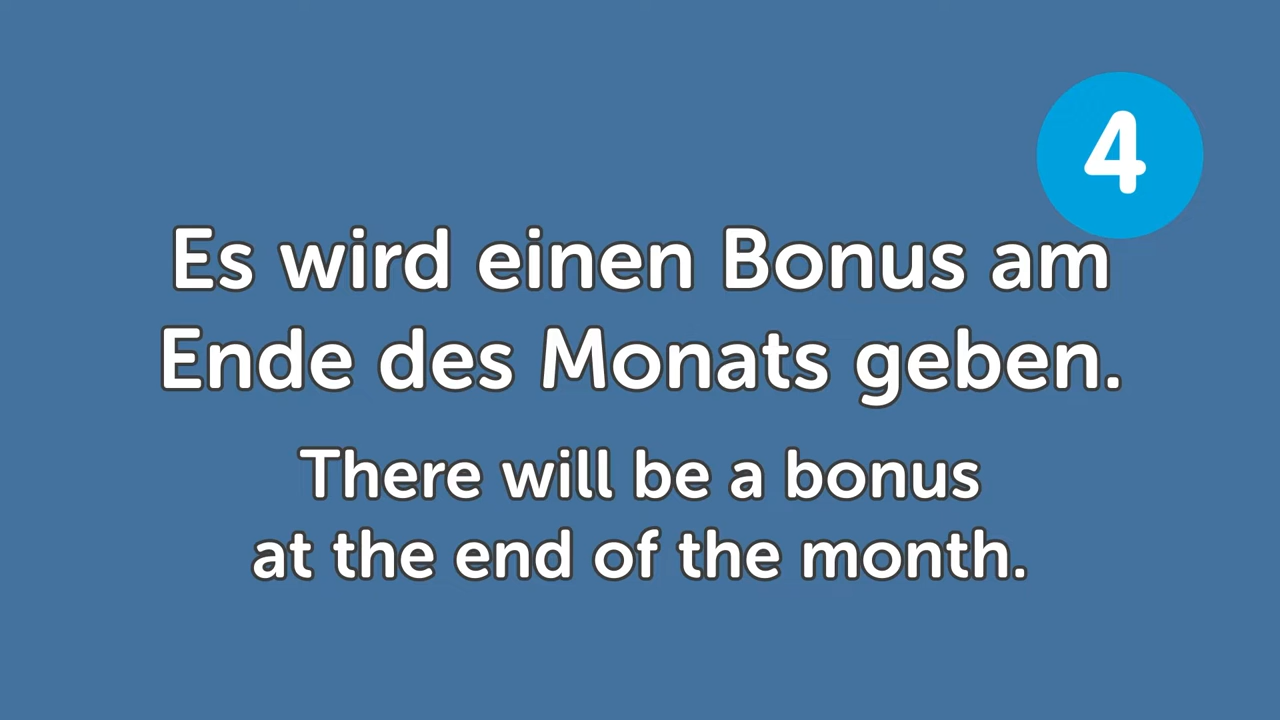 4
Es wird einen Bonus am
Ende des Monats geben.
There will be a bonus
at the end of the month.